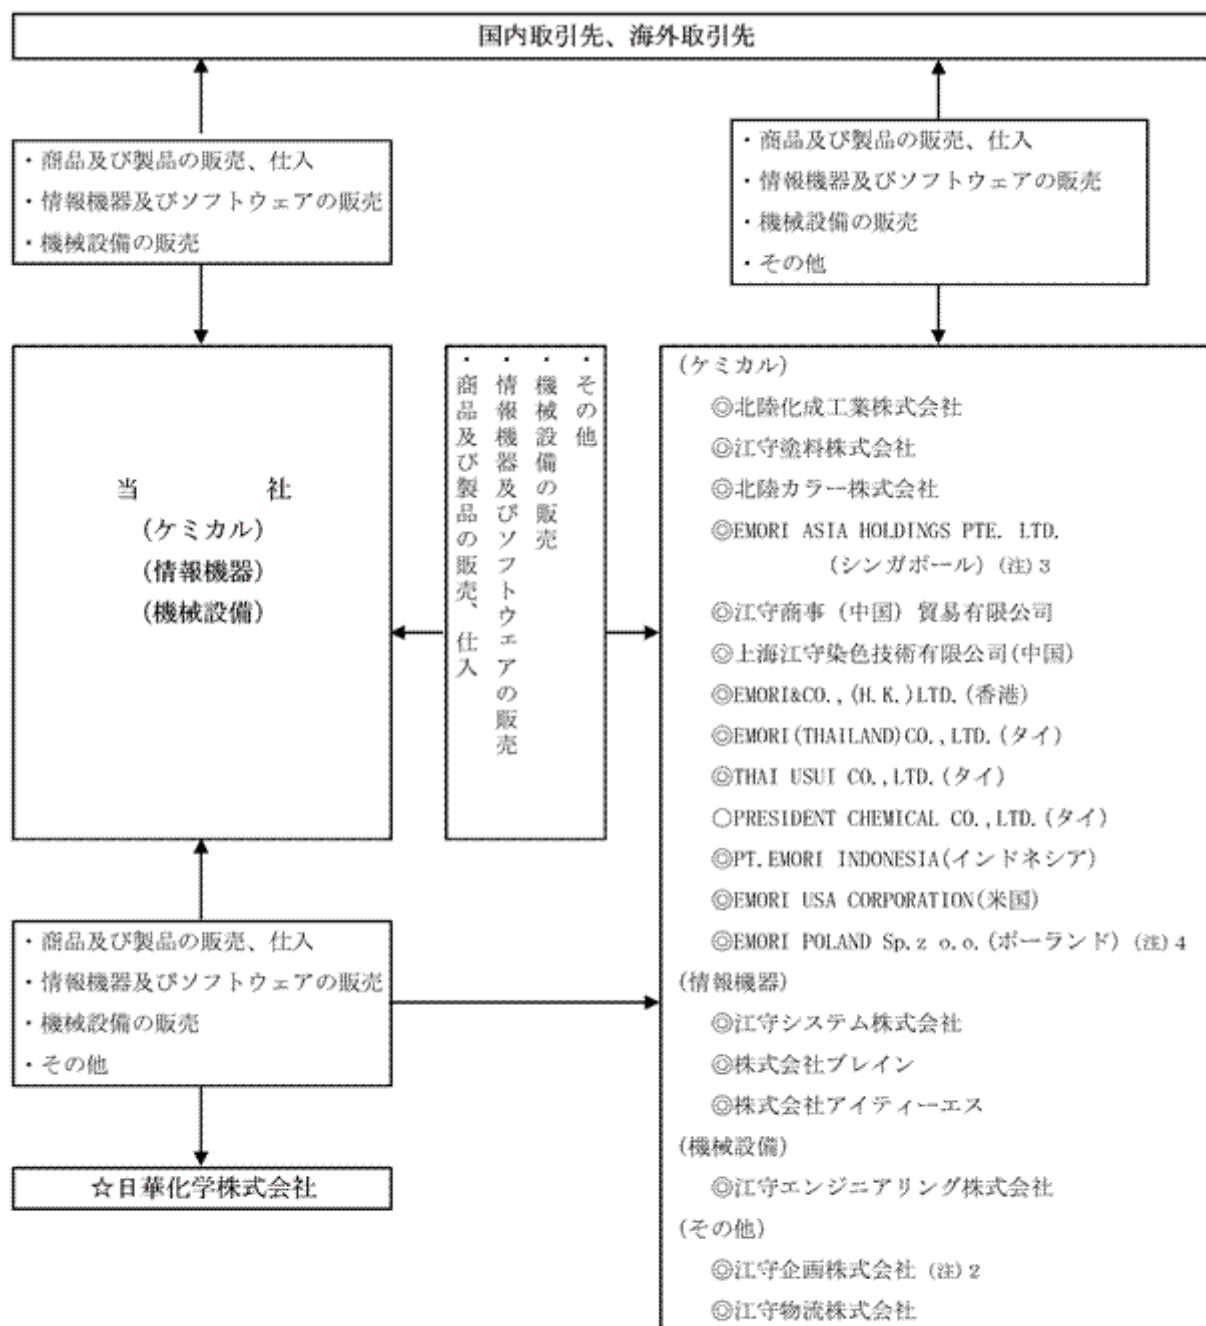 国内取引先、海外取引先
・商品及び製品の販売、仕入
・情報機器及びソフトウェアの販売
・機械設備の販売
・商品及び製品の販売、仕入
・情報機器及びソフトウェアの販売
・機械設備の販売
・その他
当 社
(ケミカル)
(情報機器)
(機械設備)
・その他
・機械設備の販売
・情報機器及びソフトウェアの販売
・商品及び製品の販売、仕入
(ケミカル)
◎北陸化成工業株式会社
◎江守塗料株式会社
◎北陸カラー株式会社
◎EMORI ASIA HOLDINGS PTE. LTD.
(シンガポール) (注) 3
◎江守商事 (中国) 貿易有限公司
◎上海江守染色技術有限公司(中国)
◎EMORI&CO., (H.K.)LTD.(香港)
◎EMORI(THAILAND)CO.,LTD.(タイ)
◎THAI USUI CO.,LTD.(タイ)
○PRESIDENT CHEMICAL CO.,LTD.(タイ)
◎PT.EMORI INDONESIA(インドネシア)
◎EMORI USA CORPORATION(米国)
◎EMORI POLAND Sp.z o.o.(ポーランド) (注) 4
(情報機器)
◎江守システム株式会社
◎株式会社ブレイン
◎株式会社アイティーエス
(機械設備)
◎江守エンジニアリング株式会社
(その他)
◎江守企画株式会社 (注) 2
◎江守物流株式会社
・商品及び製品の販売、仕入
・情報機器及びソフトウェアの販売
・機械設備の販売
・その他
☆日華化学株式会社